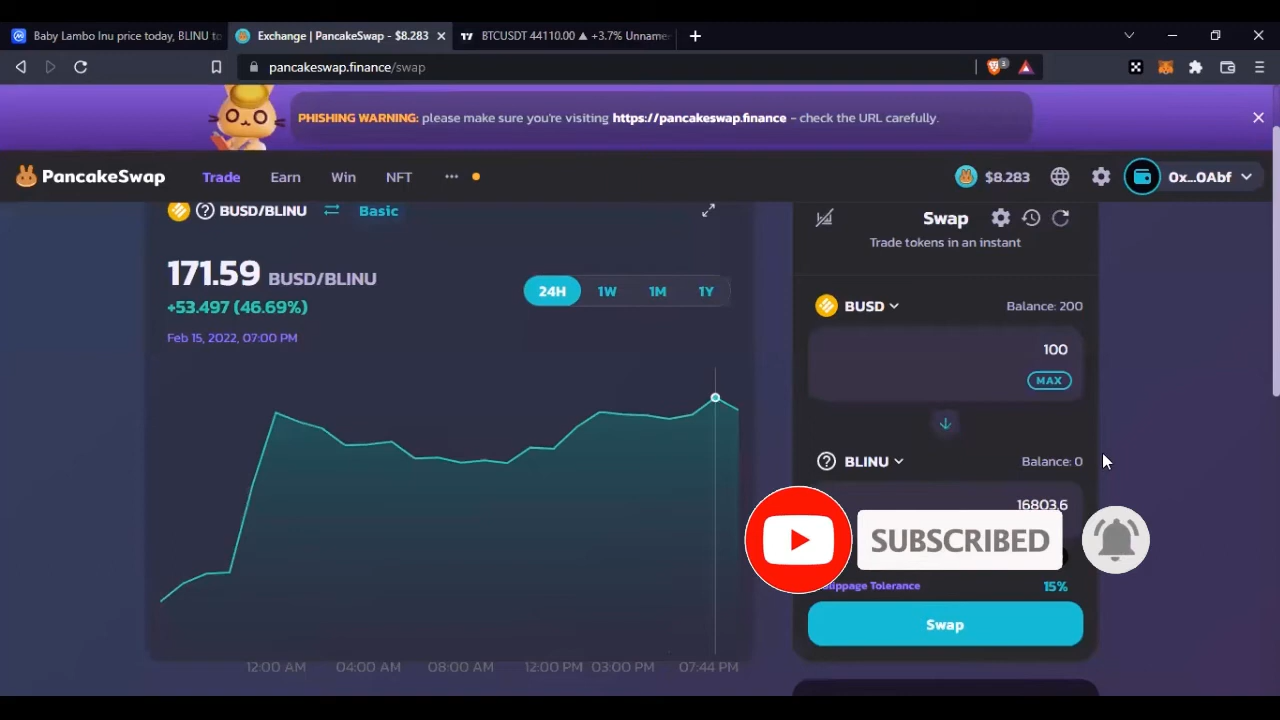 Baby Lambo Inu price today, BLINU to
Exchange | PancakeSwap - $8.283
BTCUSDT 44110.00 ▲ +3.7% Unname
pancakeswap.finance/swap
3
PHISHING WARNING: please make sure you're visiting https://pancakeswap.finance - check the URL carefully.
PancakeSwap
Trade
Earn
Win
NFT
$8.283
0x...0Abf
BUSD/BLINU
Basic
171.59 BUSD/BLINU
+53.497 (46.69%)
Feb 15, 2022, 07:00 PM
24H
1W
1M
1Y
12:00 AM
04:00 AM
08:00 AM
12:00 PM
03:00 PM
07:44 PM
Swap
Trade tokens in an instant
BUSD
Balance: 200
100
MAX
BLINU
Balance: 0
16803.6
SUBSCRIBED
Tolerance
15%
Swap